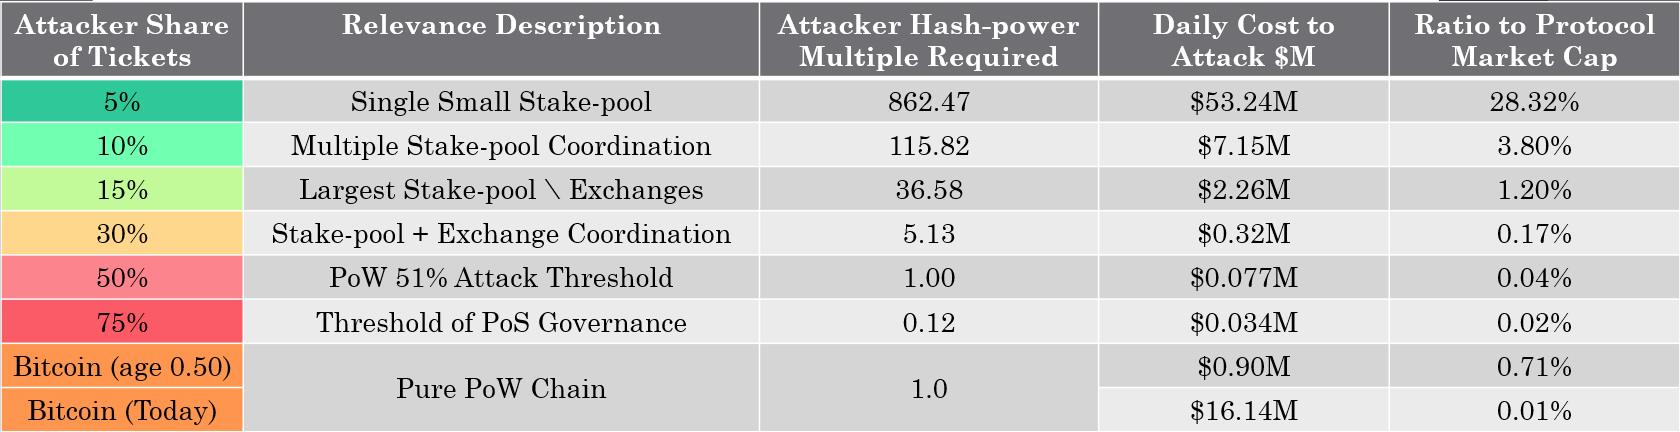 Attacker Share of Tickets | Relevance Description | Attacker Hash-power Multiple Required | Daily Cost to Attack $M | Ratio to Protocol Market Cap
5% | Single Small Stake-pool | 862.47 | $53.24M | 28.32%
10% | Multiple Stake-pool Coordination | 115.82 | $7.15M | 3.80%
15% | Largest Stake-pool \ Exchanges | 36.58 | $2.26M | 1.20%
30% | Stake-pool + Exchange Coordination | 5.13 | $0.32M | 0.17%
50% | PoW 51% Attack Threshold | 1.00 | $0.077M | 0.04%
75% | Threshold of PoS Governance | 0.12 | $0.034M | 0.02%
Bitcoin (age 0.50) | Pure PoW Chain | 1.0 | $0.90M | 0.71%
Bitcoin (Today) | $16.14M | 0.01%